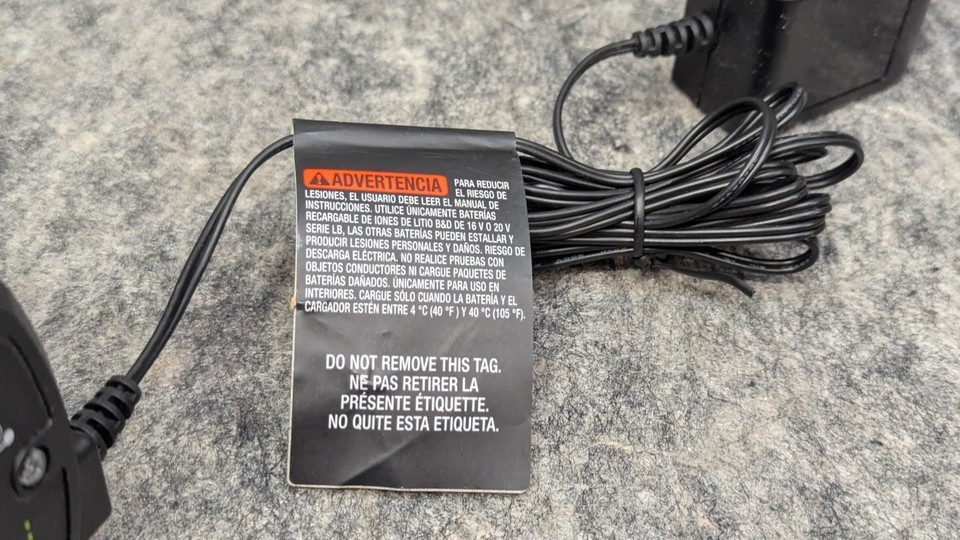 ADVERTENCIA PARA REDUCIR
EL RIESGO DE
LESIONES, EL USUARIO DEBE LEER EL MANUAL DE
INSTRUCCIONES. UTILICE ÚNICAMENTE BATERÍAS
RECARGABLE DE IONES DE LITIO B&D DE 16 V O 20 V
SERIE LB, LAS OTRAS BATERÍAS PUEDEN ESTALLAR Y
PRODUCIR LESIONES PERSONALES Y DAÑOS. RIESGO DE
DESCARGA ELÉCTRICA. NO REALICE PRUEBAS CON
OBJETOS CONDUCTORES NI CARGUE PAQUETES DE
BATERÍAS DAÑADOS. ÚNICAMENTE PARA USO EN
INTERIORES. CARGUE SÓLO CUANDO LA BATERÍA Y EL
CARGADOR ESTÉN ENTRE 4 °C (40 °F ) Y 40 °C (105 °F).
DO NOT REMOVE THIS TAG.
NE PAS RETIRER LA
PRÉSENTE ÉTIQUETTE.
NO QUITE ESTA ETIQUETA.